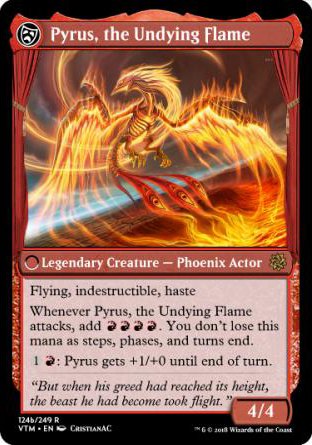 Pyrus, the Undying Flame
Legendary Creature — Phoenix Actor
Flying, indestructible, haste
Whenever Pyrus, the Undying Flame
attacks, add RRRR. You don't lose this
mana as steps, phases, and turns end.
1 R: Pyrus gets +1/+0 until end of turn.
"But when his greed had reached its height,
the beast he had become took flight."
4/4
124b/249 R
VTM • EN CRISTIANAC
™ & © 2018 Wizards of the Coast